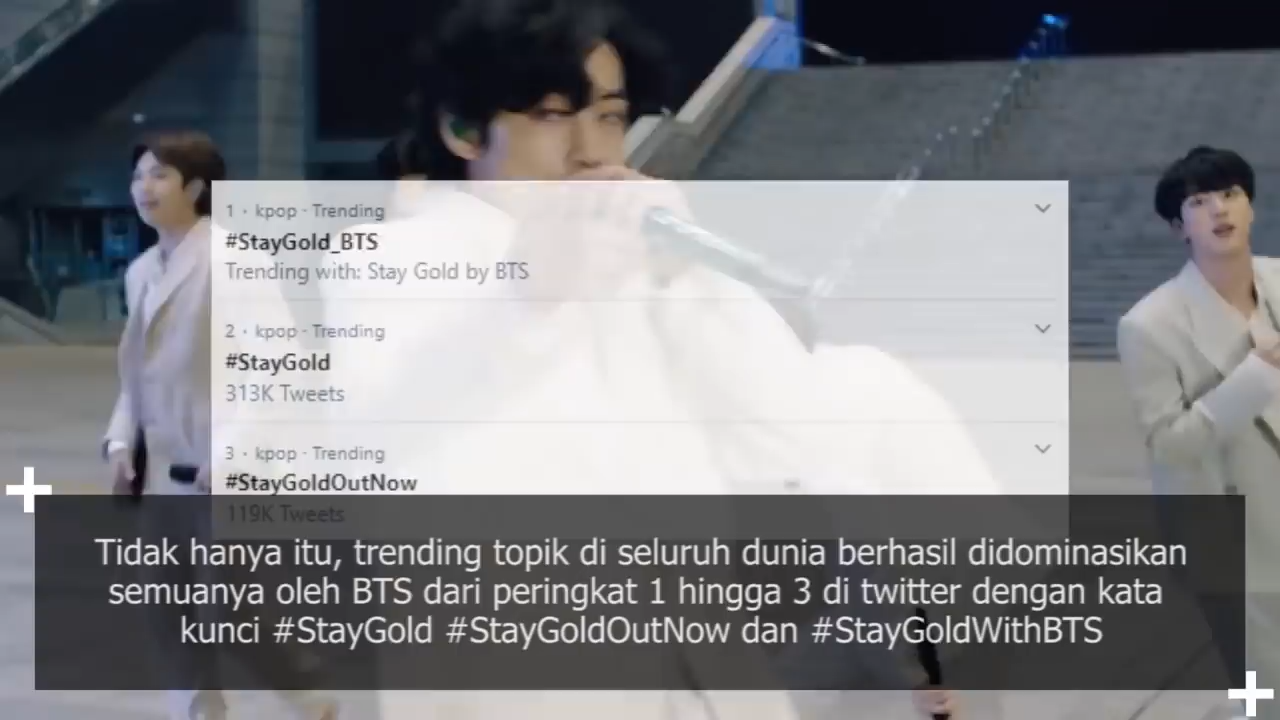 1 · kpop · Trending
#StayGold_BTS
Trending with: Stay Gold by BTS
2 · kpop · Trending
#StayGold
313K Tweets
3 · kpop · Trending
#StayGoldOutNow
119K Tweets
Tidak hanya itu, trending topik di seluruh dunia berhasil didominasikan
semuanya oleh BTS dari peringkat 1 hingga 3 di twitter dengan kata
kunci #StayGold #StayGoldOutNow dan #StayGoldWithBTS